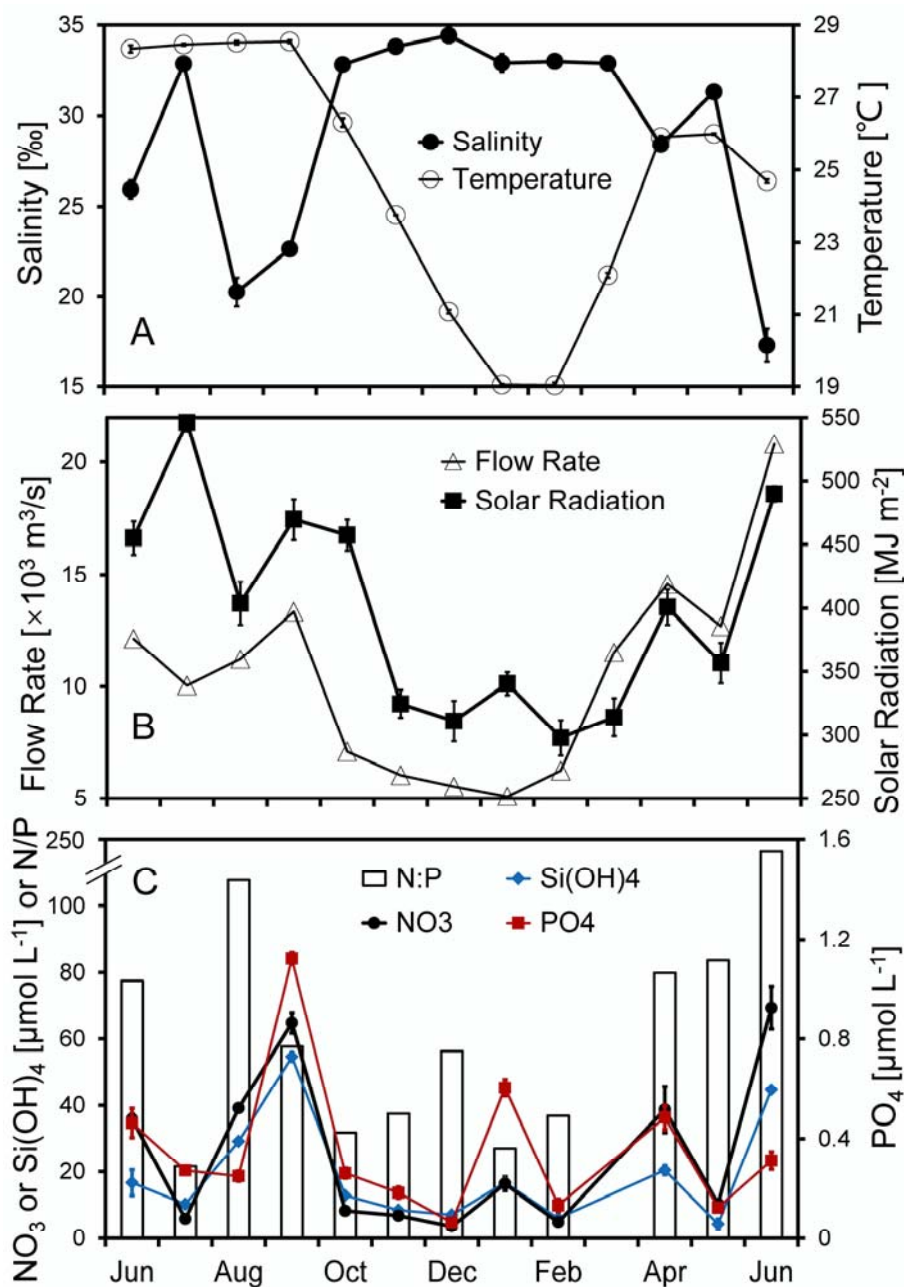 35
30
25
20
15
Salinity [‰]
29
27
25
23
21
19
Temperature [°C]
Salinity
Temperature
A
20
15
10
5
Flow Rate [×10³ m³/s]
550
500
450
400
350
300
250
Solar Radiation [MJ m⁻²]
Flow Rate
Solar Radiation
B
250
100
80
60
40
20
0
NO₃ or Si(OH)₄ [µmol L⁻¹] or N/P
1.6
1.2
0.8
0.4
0
PO₄ [µmol L⁻¹]
C
N:P Si(OH)4
NO3 PO4
Jun Aug Oct Dec Feb Apr Jun